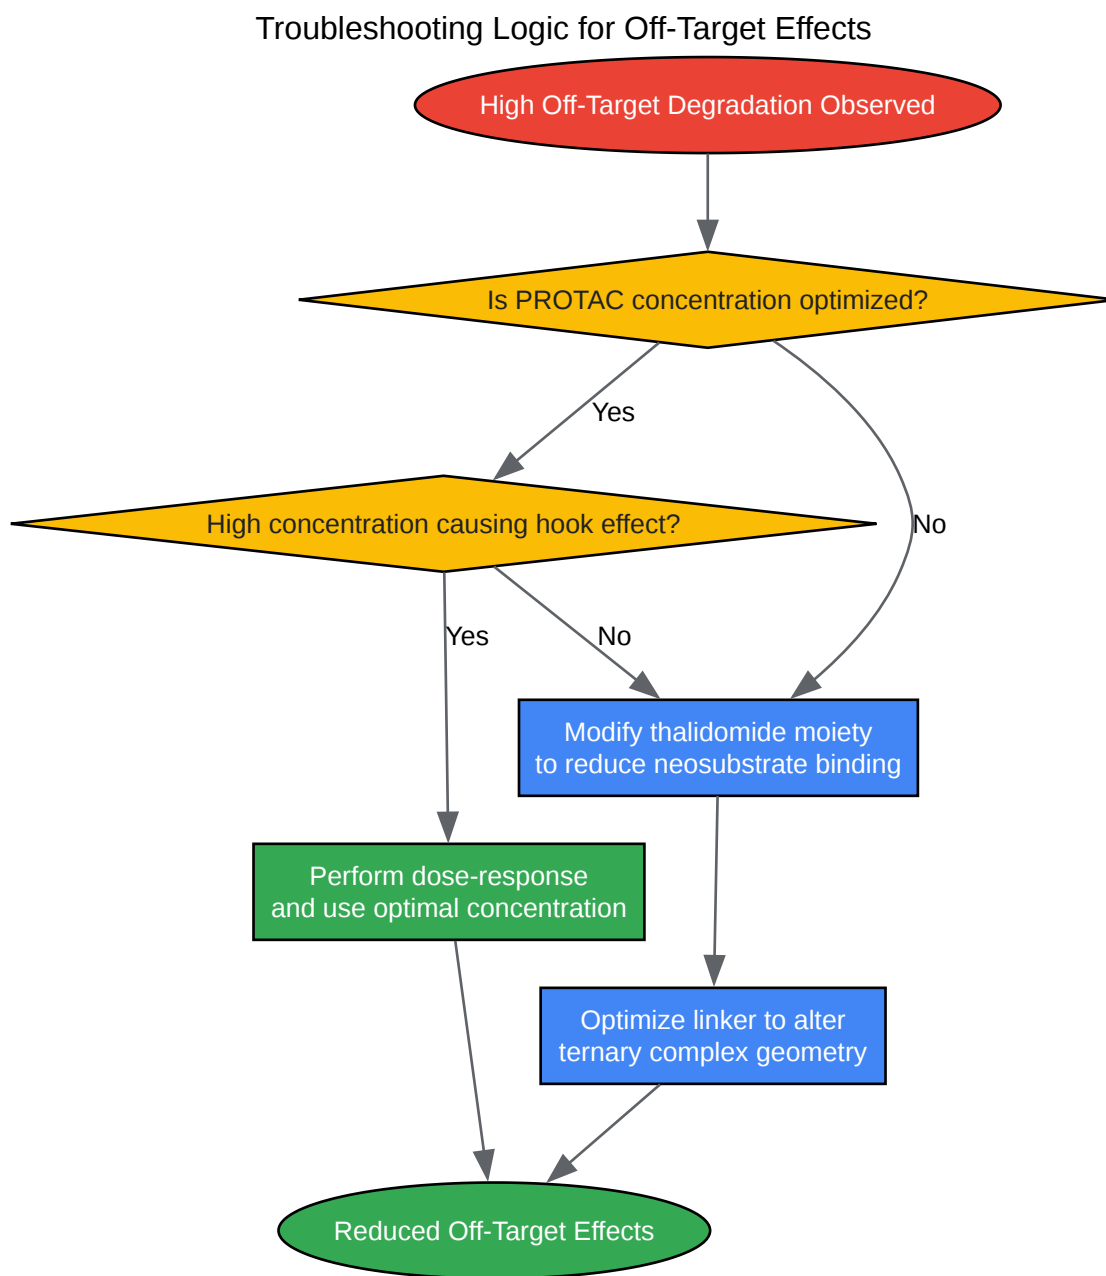 Troubleshooting Logic for Off-Target Effects
High Off-Target Degradation Observed
Is PROTAC concentration optimized?
Yes
High concentration causing hook effect?
No
Yes
No
Modify thalidomide moiety
to reduce neosubstrate binding
Perform dose-response
and use optimal concentration
Optimize linker to alter
ternary complex geometry
Reduced Off-Target Effects